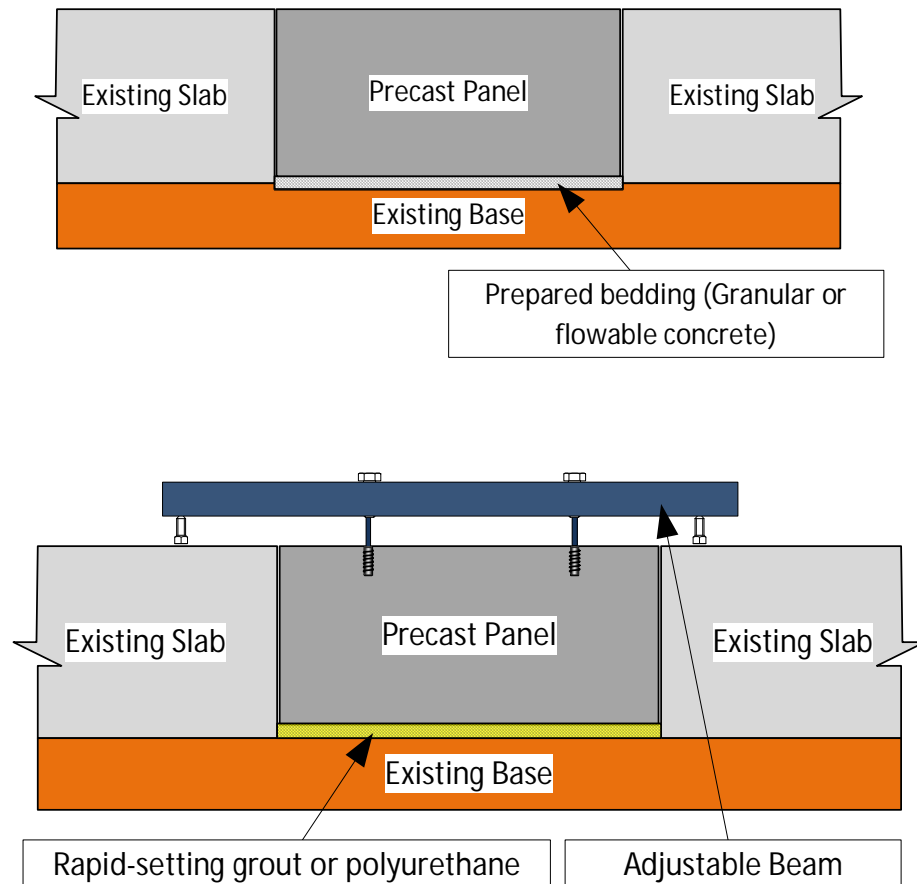 Existing Slab
Precast Panel
Existing Slab
Existing Base
Prepared bedding (Granular or
flowable concrete)
Existing Slab
Precast Panel
Existing Slab
Existing Base
Rapid-setting grout or polyurethane
Adjustable Beam